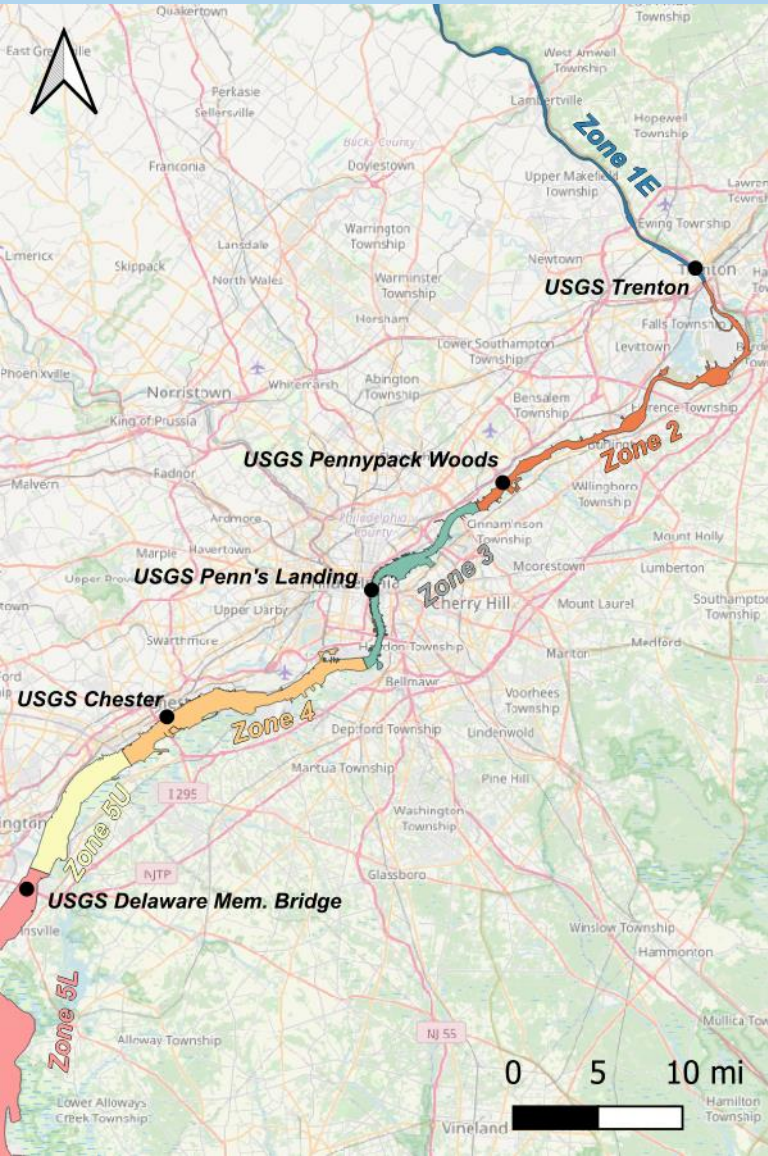 Quakertown
Township
West Amwell
Township
Perkasie
Sellersville
Lambertville
Hopewell
Township
Zone 1E
Bucks County
Doylestown
Franconia
Upper Makefield
Township
Ewing Township
Warrington
Township
Lansdale
Limerick
Skippack
North Wales
Warminster
Township
Newtown
USGS Trenton
Horsham
Falls Township
Lower Southampton
Township
Levittown
Phoenixville
Whitemarsh
Abington
Township
Norristown
Bensalem
Township
Florence Township
King of Prussia
Zone 2
USGS Pennypack Woods
Radnor
Malvern
Willingboro
Township
Ardmore
Philadelphia
County
Cinnaminson
Township
Mount Holly
Marple
Havertown
Zone 3
Moorestown
Lumberton
USGS Penn's Landing
Upper Darby
Cherry Hill
Mount Laurel
Southampton
Township
Swarthmore
Haddon Township
Marlton
Medford
Bellmawr
USGS Chester
Voorhees
Township
Zone 4
Deptford Township
Lindenwold
Mantua Township
Pine Hill
I 295
Zone 5U
Washington
Township
NJTP
Glassboro
USGS Delaware Mem. Bridge
Winslow Township
Hammonton
Zone 5L
NJ 55
Alloway Township
0 5 10 mi
Lower Alloways
Creek Township
Hamilton
Township
Vineland